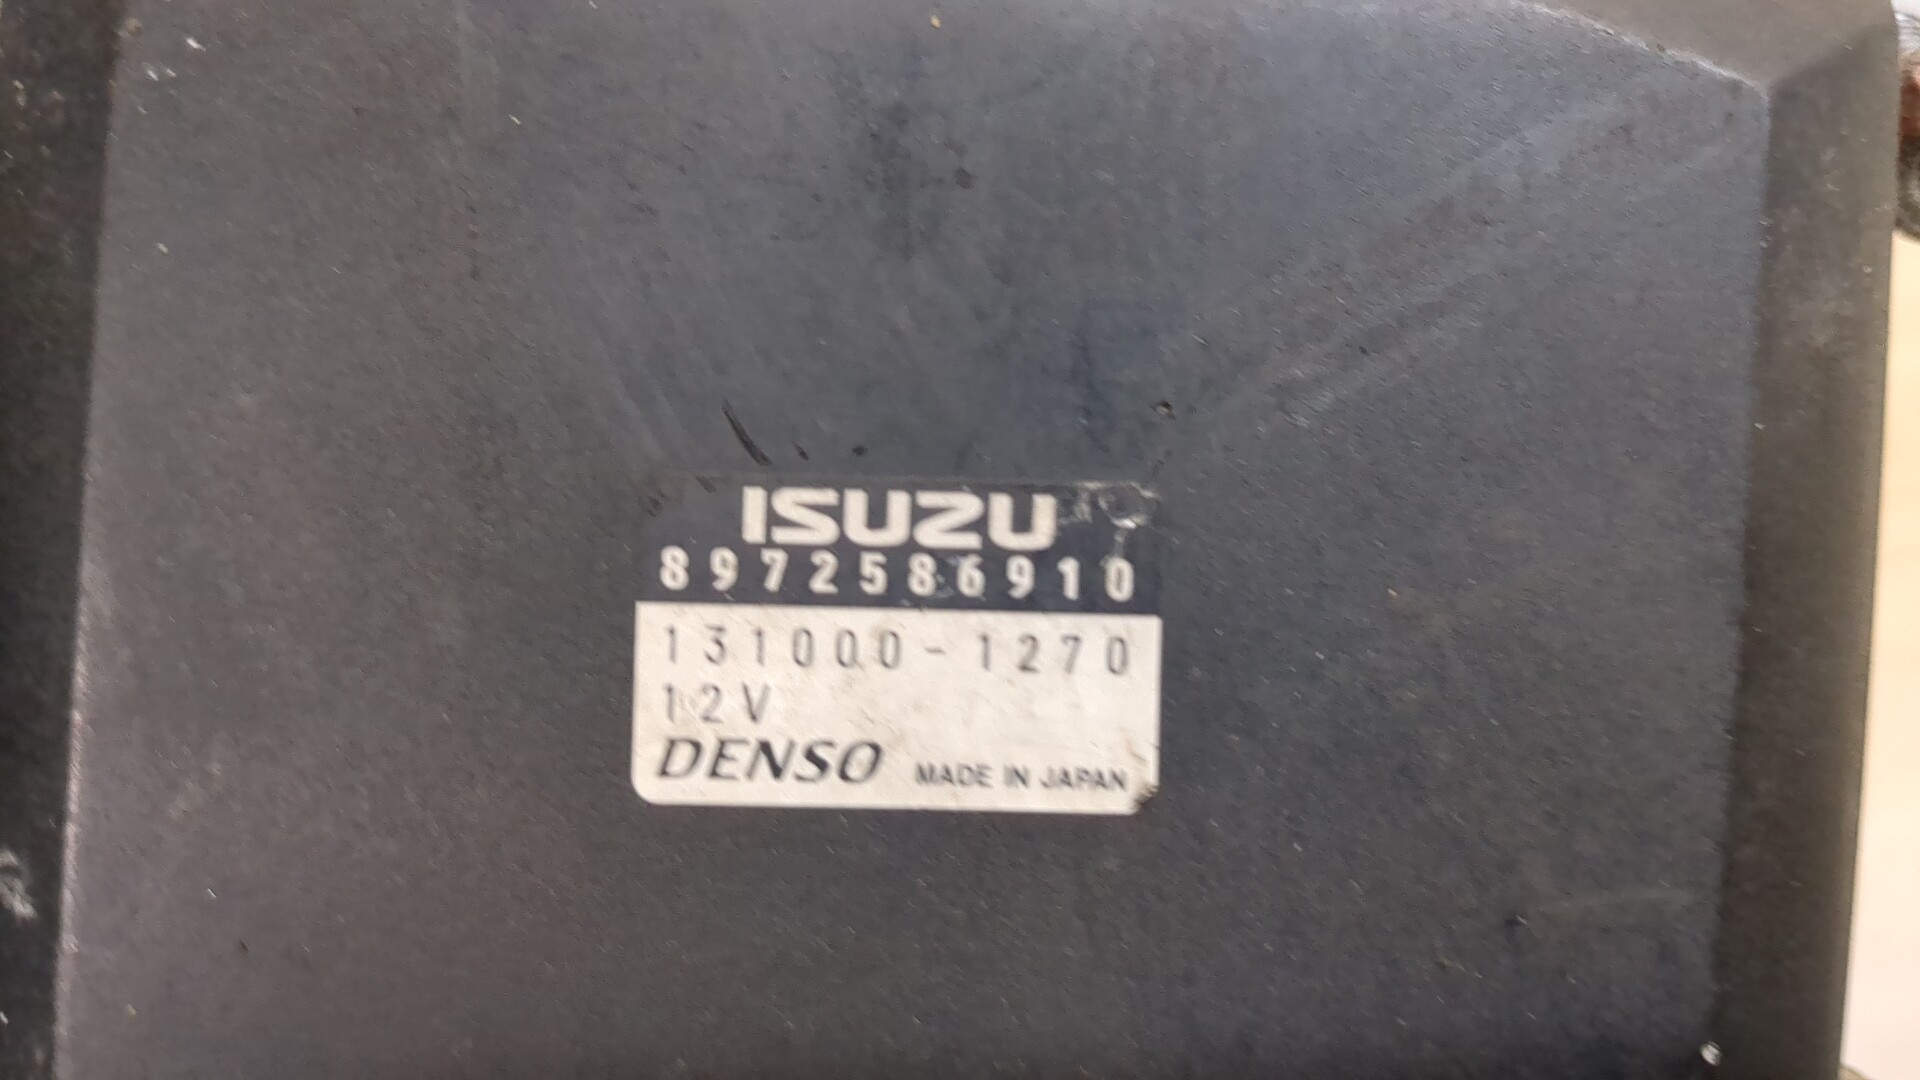 ISUZU
8972586910
131000-1270
12V
DENSO MADE IN JAPAN